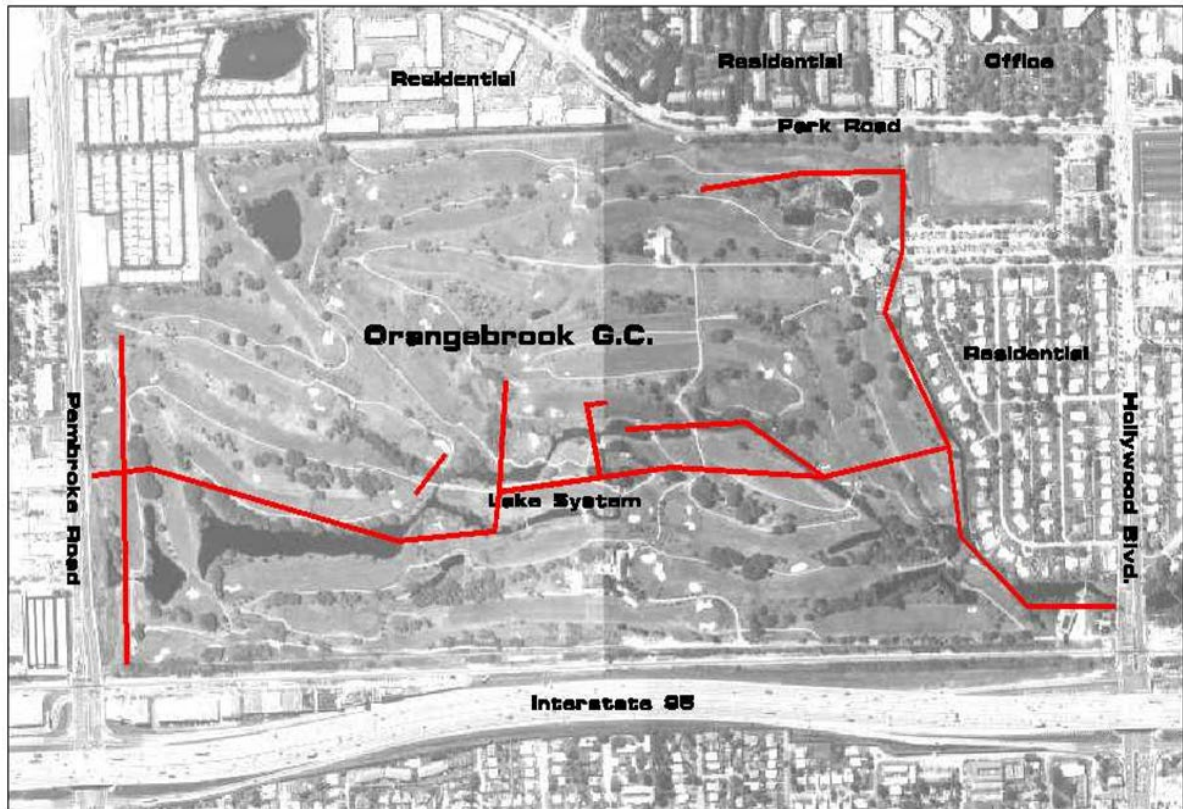 Residential
Residential
Office
Park Road
Orangebrook G.C.
Residential
Pembroke Road
Hollywood Blvd.
Lake System
Interstate 95